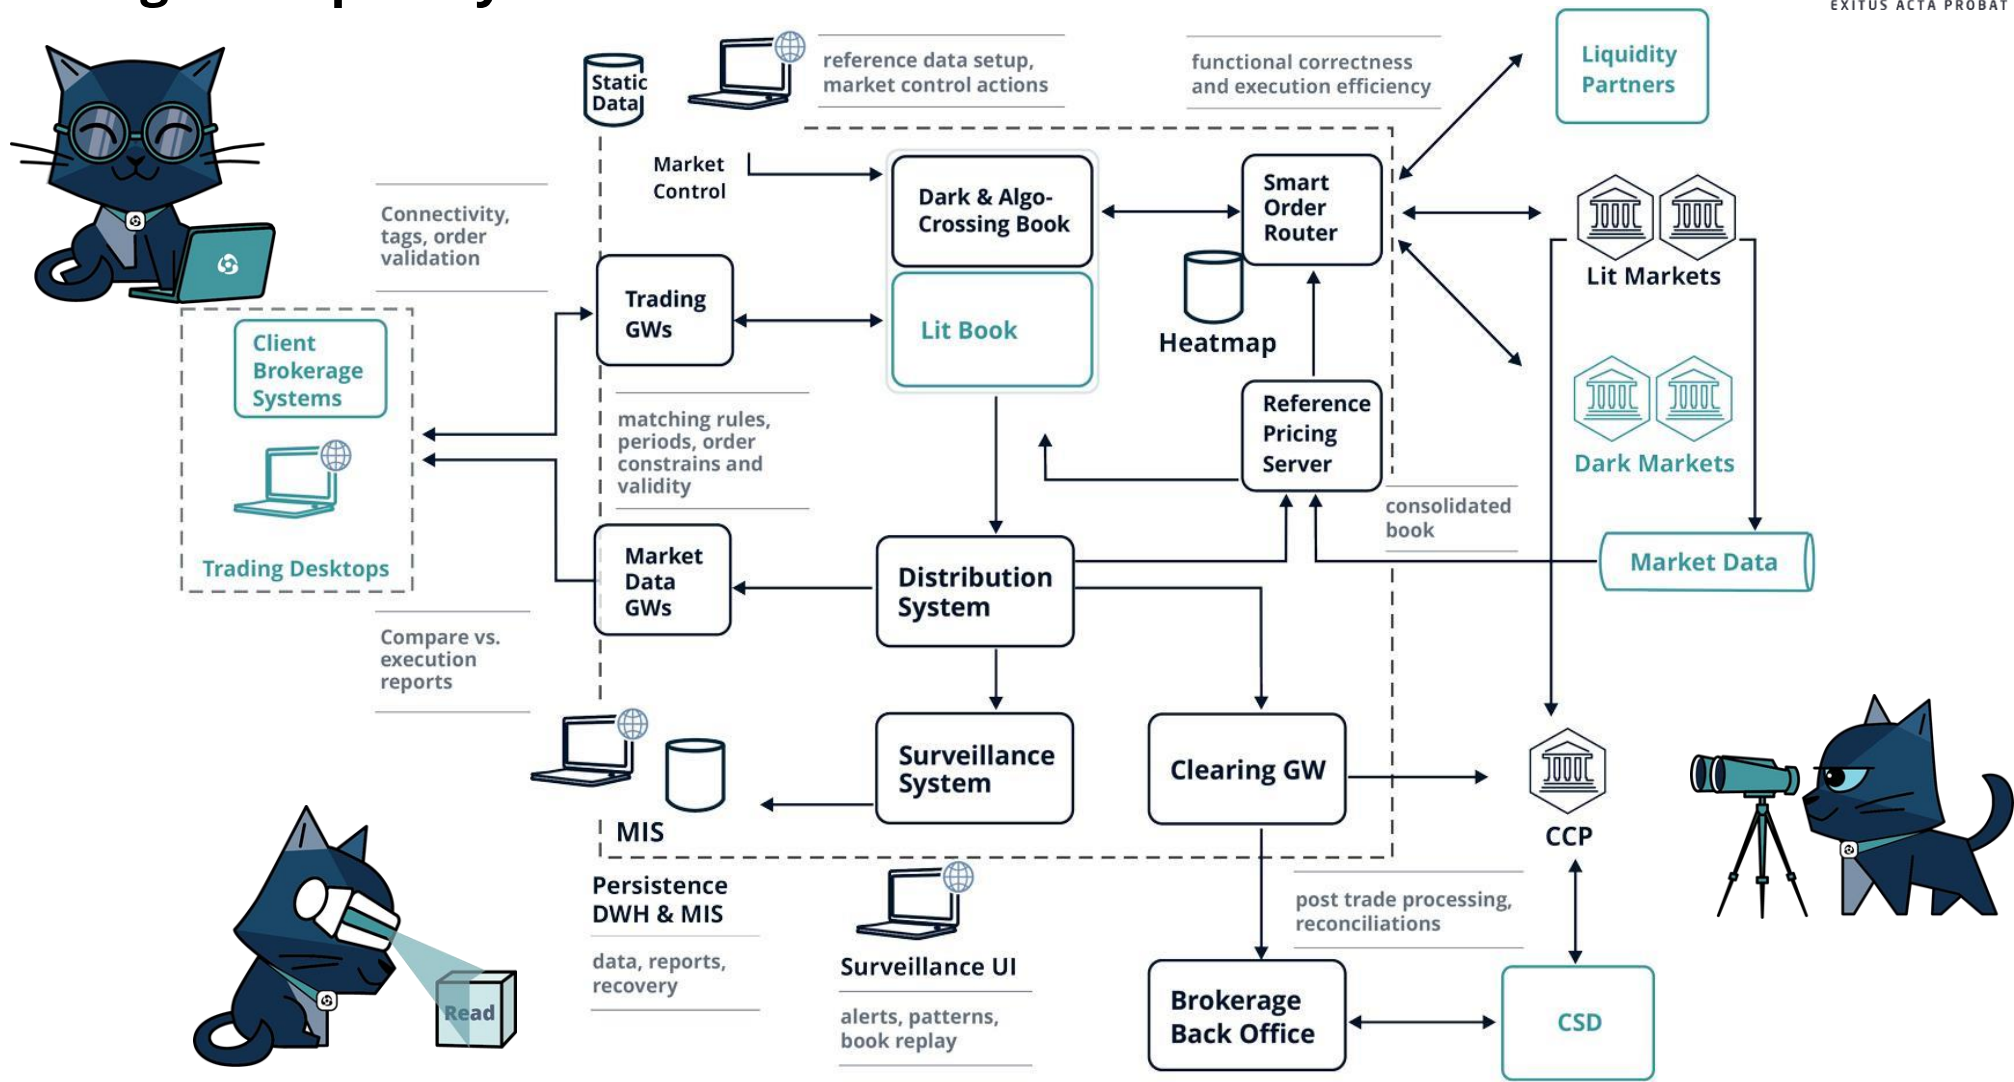 EXITUS ACTA PROBAT
Static
Data
reference data setup,
market control actions
functional correctness
and execution efficiency
Liquidity
Partners
Market
Control
Dark & Algo-
Crossing Book
Smart
Order
Router
Connectivity,
tags, order
validation
Lit Markets
Trading
GWs
Lit Book
Heatmap
Client
Brokerage
Systems
matching rules,
periods, order
constrains and
validity
Reference
Pricing
Server
Dark Markets
consolidated
book
Trading Desktops
Market
Data
GWs
Distribution
System
Market Data
Compare vs.
execution
reports
Surveillance
System
Clearing GW
MIS
CCP
Persistence
DWH & MIS
post trade processing,
reconciliations
data, reports,
recovery
Surveillance UI
alerts, patterns,
book replay
Read
Brokerage
Back Office
CSD